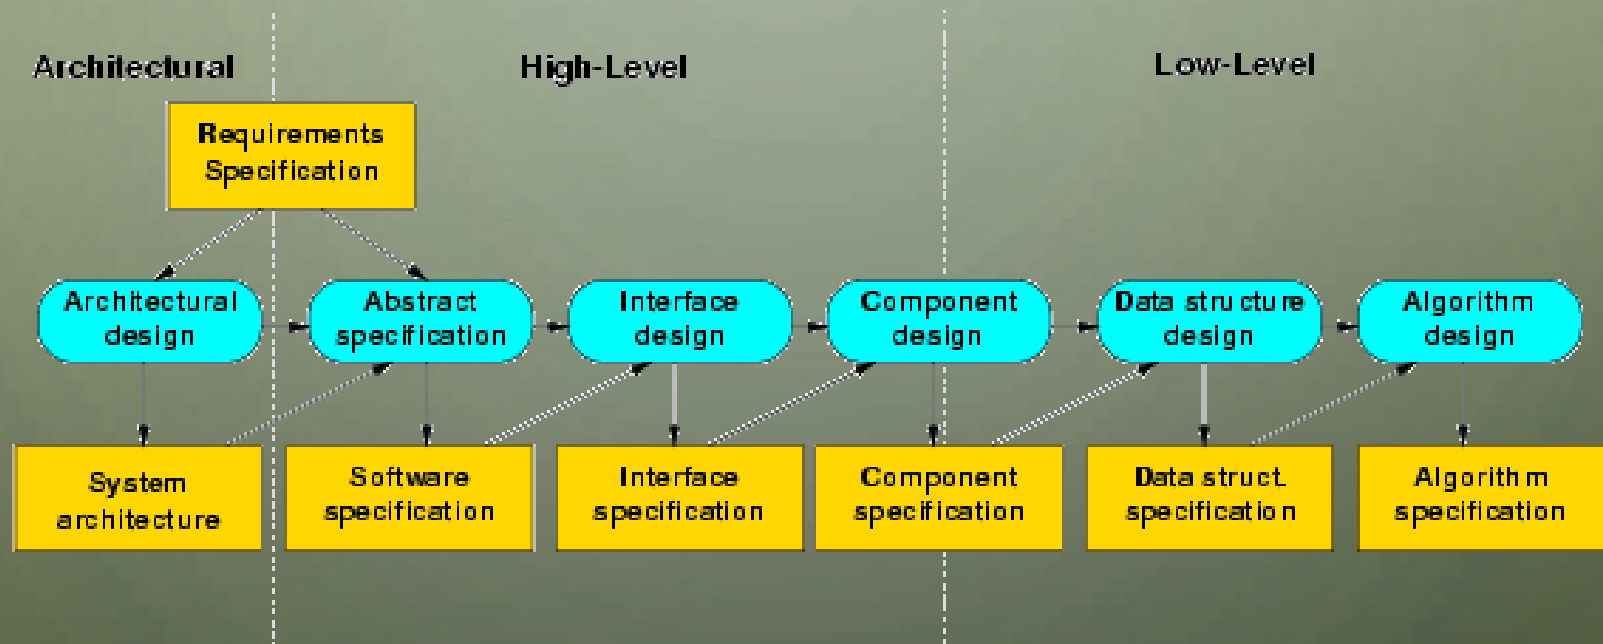 Architectural
High-Level
Low-Level
Requirements
Specification
Architectural
design
Abstract
specification
Interface
design
Component
design
Data structure
design
Algorithm
design
System
architecture
Software
specification
Interface
specification
Component
specification
Data struct.
specification
Algorithm
specification